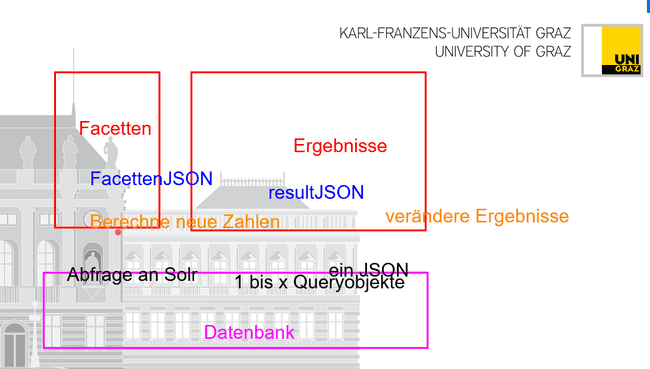 KARL-FRANZENS-UNIVERSITÄT GRAZ
UNIVERSITY OF GRAZ
UNI
GRAZ
Facetten
Ergebnisse
FacettenJSON
resultJSON
Berechne neue Zahlen
verändere Ergebnisse
Abfrage an Solr
ein JSON
1 bis x Queryobjekte
Datenbank